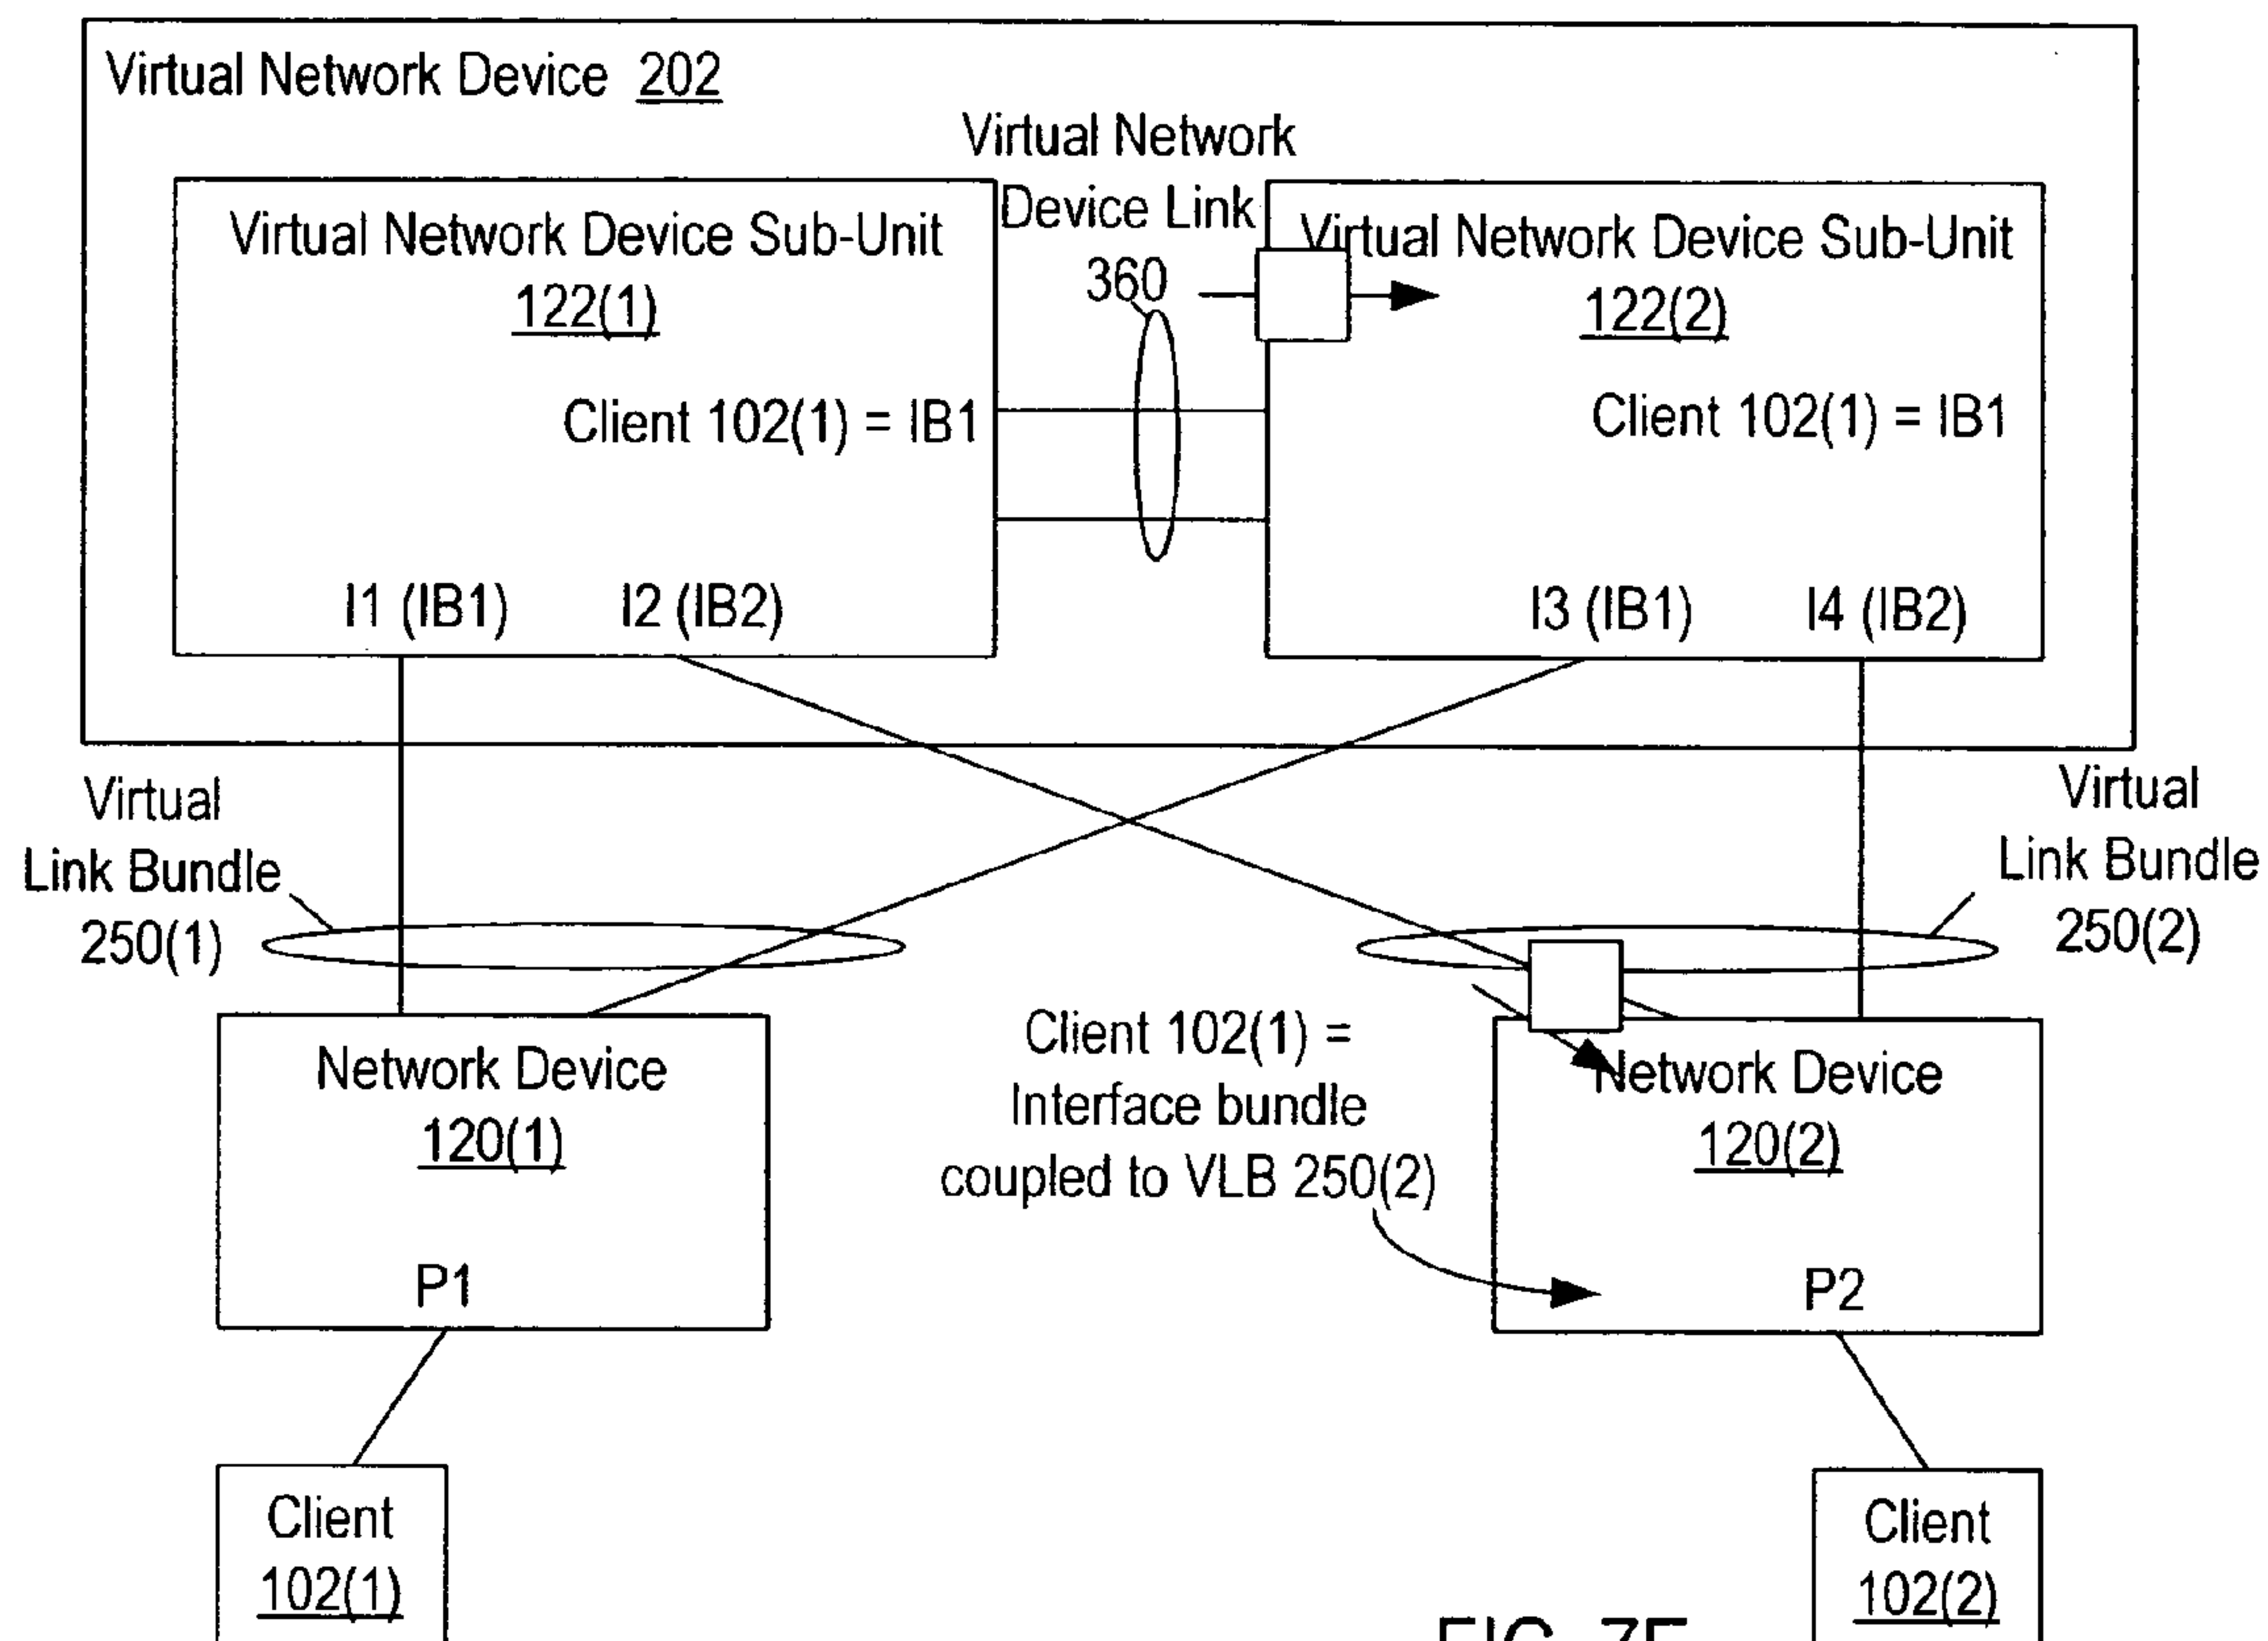 Virtual Network Device 202
Virtual Network
Device Link
360
Virtual Network Device Sub-Unit
122(1)
Client 102(1) = IB1
I1 (IB1)
I2 (IB2)
Virtual Network Device Sub-Unit
122(2)
Client 102(1) = IB1
I3 (IB1)
I4 (IB2)
Virtual
Link Bundle
250(1)
Virtual
Link Bundle
250(2)
Network Device
120(1)
P1
Client 102(1) =
Interface bundle
coupled to VLB 250(2)
Network Device
120(2)
P2
Client
102(1)
Client
102(2)